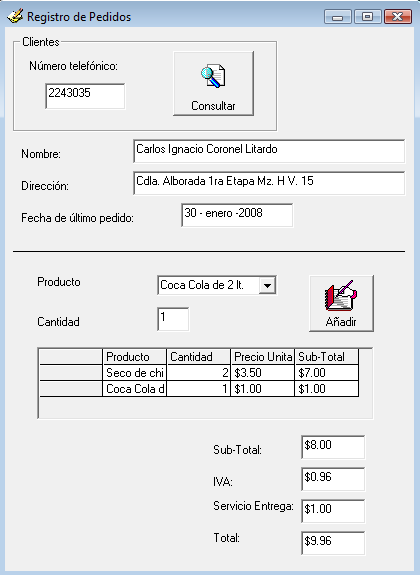 Registro de Pedidos
Clientes
Número telefónico:
2243035
Consultar
Nombre:
Carlos Ignacio Coronel Litardo
Dirección:
Cdla. Alborada 1ra Etapa Mz. H V. 15
Fecha de último pedido:
30 - enero -2008
Producto
Coca Cola de 2 lt.
Cantidad
1
Añadir
Producto Cantidad Precio Unita Sub-Total
Seco de chi 2 $3.50 $7.00
Coca Cola d 1 $1.00 $1.00
Sub-Total: $8.00
IVA: $0.96
Servicio Entrega: $1.00
Total: $9.96